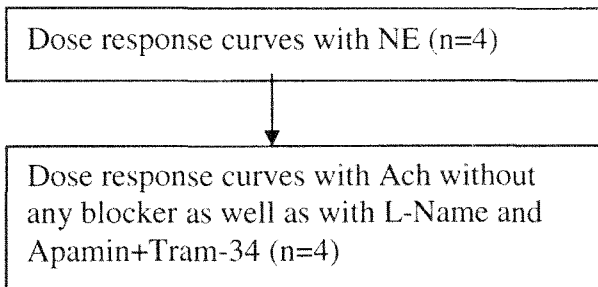 Dose response curves with NE (n=4)
Dose response curves with Ach without
any blocker as well as with L-Name and
Apamin+Tram-34 (n=4)